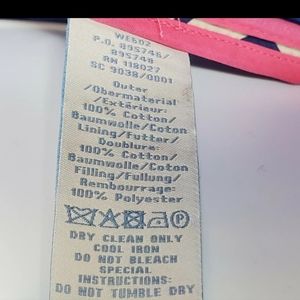 WE602
P.O. 895746/
895748
RN 118027
SC 9038/0001
Outer
/Obermaterial
/Extérieur:
100% Cotton/
Baumwolle/Coton
Lining/Futter/
Doublure:
100% Cotton/
Baumwolle/Coton
Filling/Fullung/
Rembourrage:
100% Polyester
DRY CLEAN ONLY
COOL IRON
DO NOT BLEACH
SPECIAL
INSTRUCTIONS:
DO NOT TUMBLE DRY